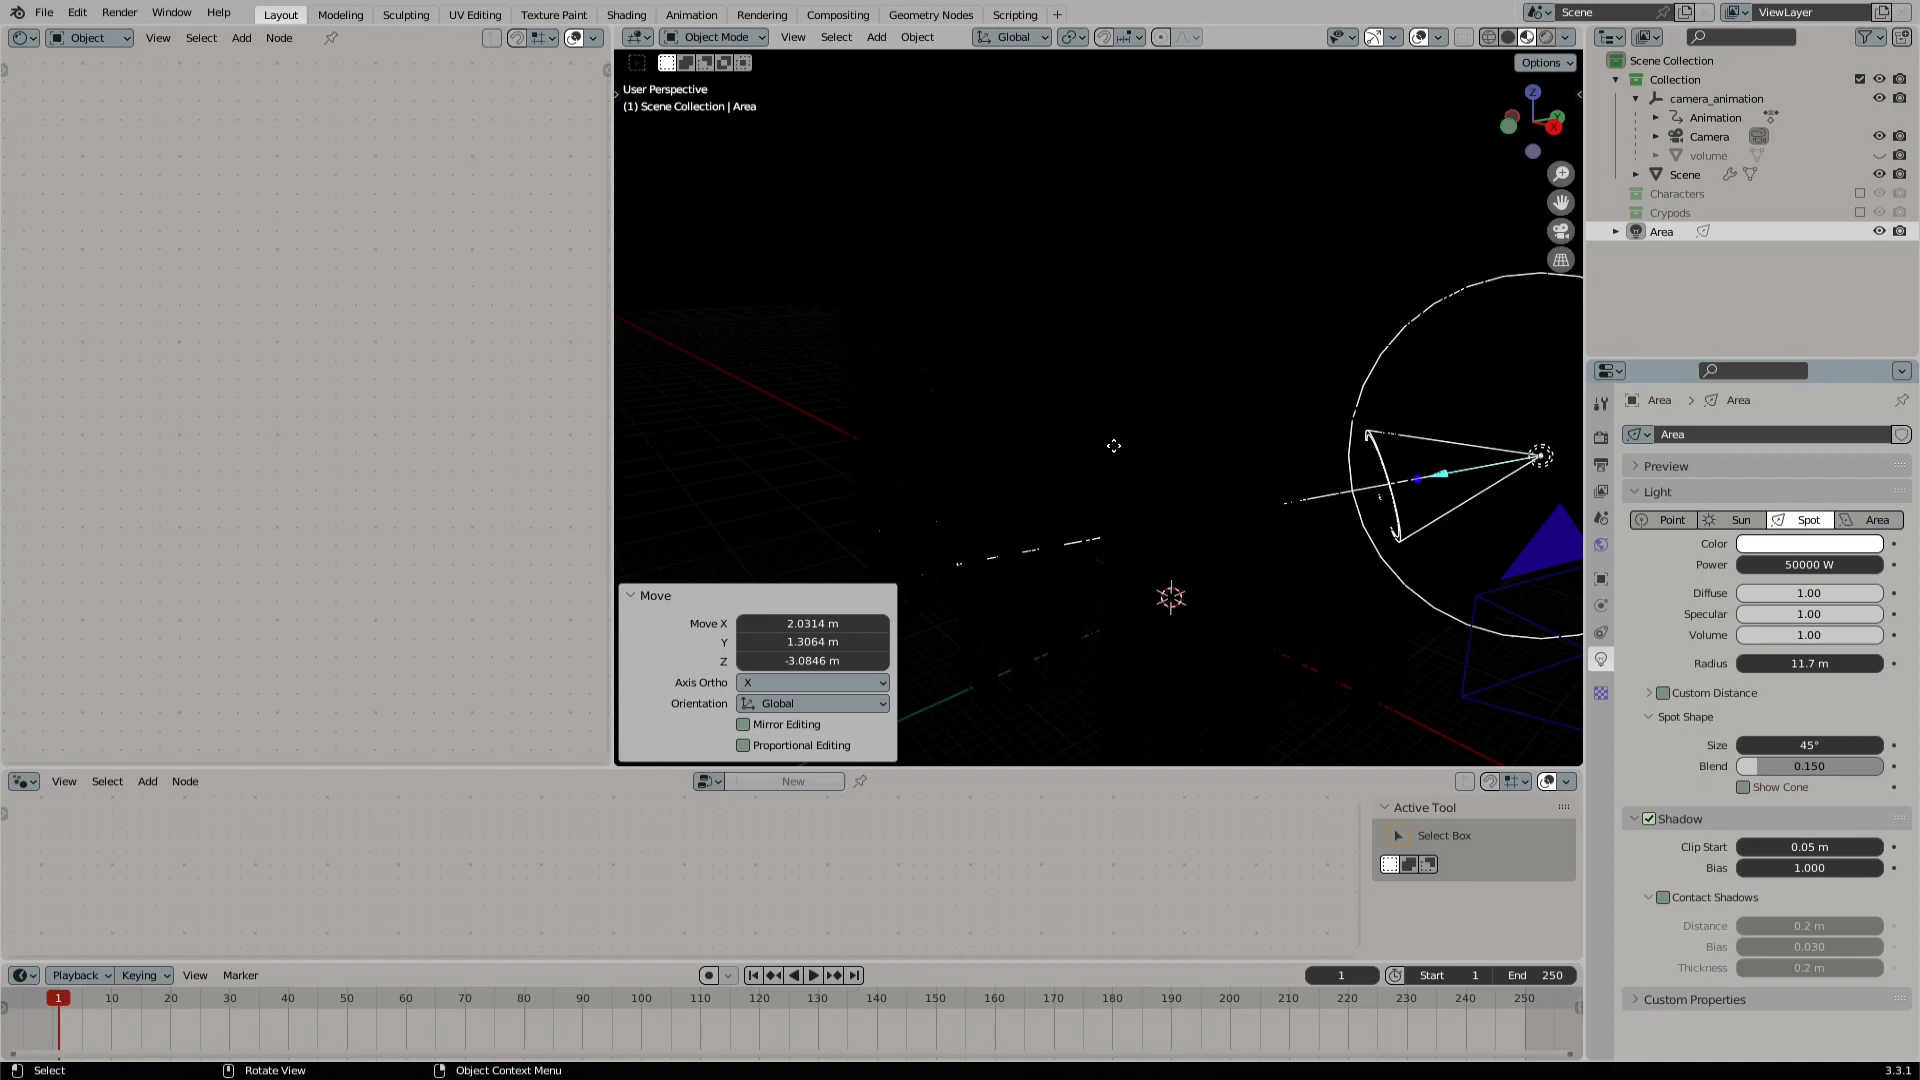 File Edit Render Window Help Layout Modeling Sculpting UV Editing Texture Paint Shading Animation Rendering Compositing Geometry Nodes Scripting + Scene ViewLayer
Object View Select Add Node
Object Mode View Select Add Object Global
Options
User Perspective
(1) Scene Collection | Area
Z
Y
X
Move
Move X 2.0314 m
Y 1.3064 m
Z -3.0846 m
Axis Ortho X
Orientation Global
Mirror Editing
Proportional Editing
Scene Collection
Collection
camera_animation
Animation
Camera
volume
Scene
Characters
Crypods
Area
Area > Area
Area
Preview
Light
Point Sun Spot Area
Color
Power 50000 W
Diffuse 1.00
Specular 1.00
Volume 1.00
Radius 11.7 m
Custom Distance
Spot Shape
Size 45°
Blend 0.150
Show Cone
Shadow
Clip Start 0.05 m
Bias 1.000
Contact Shadows
Distance 0.2 m
Bias 0.030
Thickness 0.2 m
Custom Properties
View Select Add Node New
Active Tool
Select Box
Playback Keying View Marker 1 Start 1 End 250
1 10 20 30 40 50 60 70 80 90 100 110 120 130 140 150 160 170 180 190 200 210 220 230 240 250
Select Rotate View Object Context Menu 3.3.1